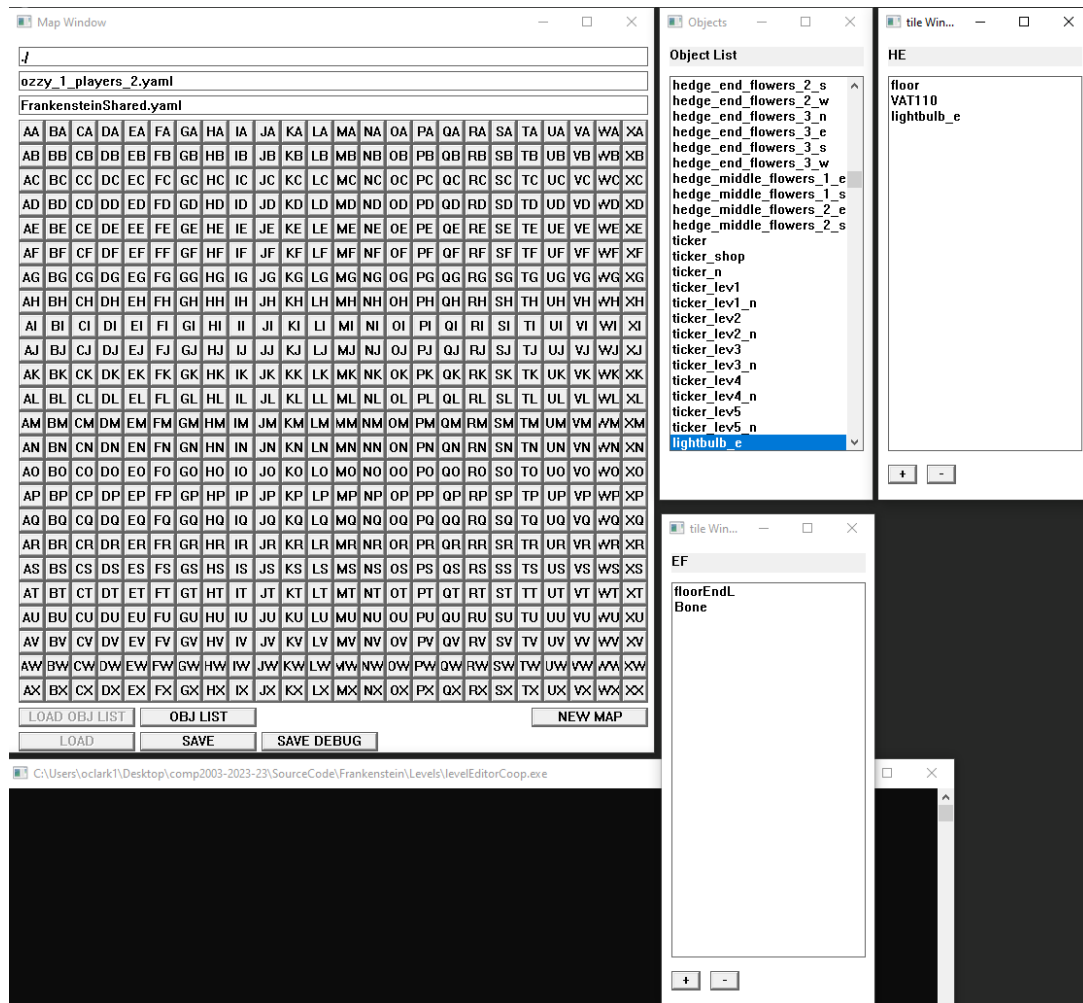 Map Window
./
ozzy_1_players_2.yaml
FrankensteinShared.yaml
AA BA CA DA EA FA GA HA IA JA KA LA MA NA OA PA QA RA SA TA UA VA WA XA
AB BB CB DB EB FB GB HB IB JB KB LB MB NB OB PB QB RB SB TB UB VB WB XB
AC BC CC DC EC FC GC HC IC JC KC LC MC NC OC PC QC RC SC TC UC VC WC XC
AD BD CD DD ED FD GD HD ID JD KD LD MD ND OD PD QD RD SD TD UD VD WD XD
AE BE CE DE EE FE GE HE IE JE KE LE ME NE OE PE QE RE SE TE UE VE WE XE
AF BF CF DF EF FF GF HF IF JF KF LF MF NF OF PF QF RF SF TF UF VF WF XF
AG BG CG DG EG FG GG HG IG JG KG LG MG NG OG PG QG RG SG TG UG VG WG XG
AH BH CH DH EH FH GH HH IH JH KH LH MH NH OH PH QH RH SH TH UH VH WH XH
AI BI CI DI EI FI GI HI II JI KI LI MI NI OI PI QI RI SI TI UI VI WI XI
AJ BJ CJ DJ EJ FJ GJ HJ IJ JJ KJ LJ MJ NJ OJ PJ QJ RJ SJ TJ UJ VJ WJ XJ
AK BK CK DK EK FK GK HK IK JK KK LK MK NK OK PK QK RK SK TK UK VK WK XK
AL BL CL DL EL FL GL HL IL JL KL LL ML NL OL PL QL RL SL TL UL VL WL XL
AM BM CM DM EM FM GM HM IM JM KM LM MM NM OM PM QM RM SM TM UM VM WM XM
AN BN CN DN EN FN GN HN IN JN KN LN MN NN ON PN QN RN SN TN UN VN WN XN
AO BO CO DO EO FO GO HO IO JO KO LO MO NO OO PO QO RO SO TO UO VO WO XO
AP BP CP DP EP FP GP HP IP JP KP LP MP NP OP PP QP RP SP TP UP VP WP XP
AQ BQ CQ DQ EQ FQ GQ HQ IQ JQ KQ LQ MQ NQ OQ PQ QQ RQ SQ TQ UQ VQ WQ XQ
AR BR CR DR ER FR GR HR IR JR KR LR MR NR OR PR QR RR SR TR UR VR WR XR
AS BS CS DS ES FS GS HS IS JS KS LS MS NS OS PS QS RS SS TS US VS WS XS
AT BT CT DT ET FT GT HT IT JT KT LT MT NT OT PT QT RT ST TT UT VT WT XT
AU BU CU DU EU FU GU HU IU JU KU LU MU NU OU PU QU RU SU TU UU VU WU XU
AV BV CV DV EV FV GV HV IV JV KV LV MV NV OV PV QV RV SV TV UV VV WV XV
AW BW CW DW EW FW GW HW IW JW KW LW MW NW OW PW QW RW SW TW UW VW WW XW
AX BX CX DX EX FX GX HX IX JX KX LX MX NX OX PX QX RX SX TX UX VX WX XX
LOAD OBJ LIST OBJ LIST NEW MAP
LOAD SAVE SAVE DEBUG
Objects
Object List
hedge_end_flowers_2_s
hedge_end_flowers_2_w
hedge_end_flowers_3_n
hedge_end_flowers_3_e
hedge_end_flowers_3_s
hedge_end_flowers_3_w
hedge_middle_flowers_1_e
hedge_middle_flowers_1_s
hedge_middle_flowers_2_e
hedge_middle_flowers_2_s
ticker
ticker_shop
ticker_n
ticker_lev1
ticker_lev1_n
ticker_lev2
ticker_lev2_n
ticker_lev3
ticker_lev3_n
ticker_lev4
ticker_lev4_n
ticker_lev5
ticker_lev5_n
lightbulb_e
tile Win...
HE
floor
VAT110
lightbulb_e
+ -
tile Win...
EF
floorEndL
Bone
+ -
C:\Users\oclark1\Desktop\comp2003-2023-23\SourceCode\Frankenstein\Levels\levelEditorCoop.exe